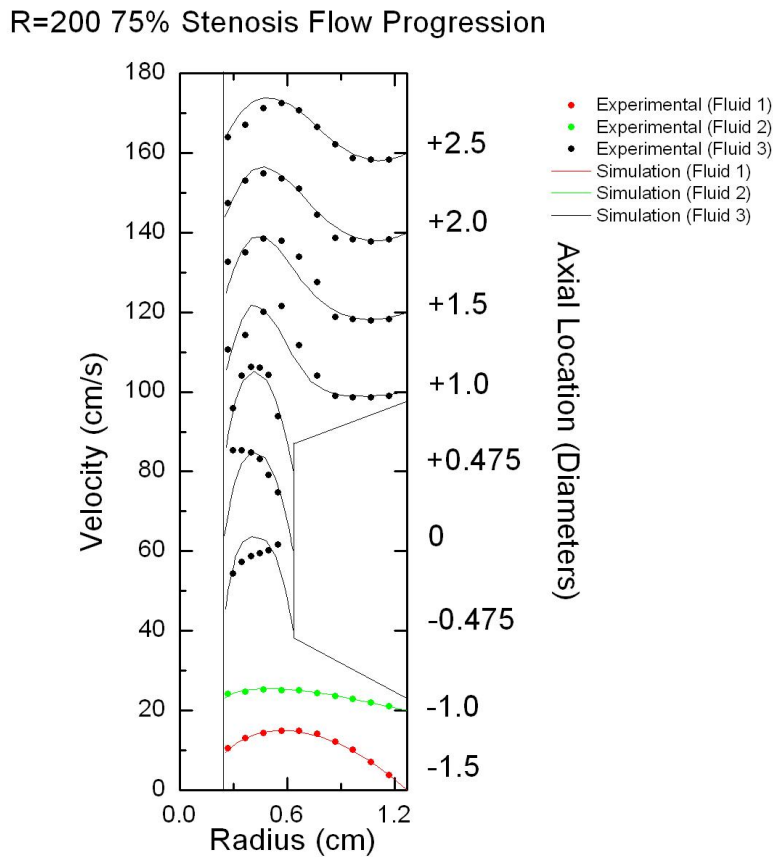 R=200 75% Stenosis Flow Progression
180
160
140
120
100
80
60
40
20
0
Velocity (cm/s)
0.0
0.6
1.2
Radius (cm)
+2.5
+2.0
+1.5
+1.0
+0.475
0
-0.475
-1.0
-1.5
Axial Location (Diameters)
Experimental (Fluid 1)
Experimental (Fluid 2)
Experimental (Fluid 3)
Simulation (Fluid 1)
Simulation (Fluid 2)
Simulation (Fluid 3)